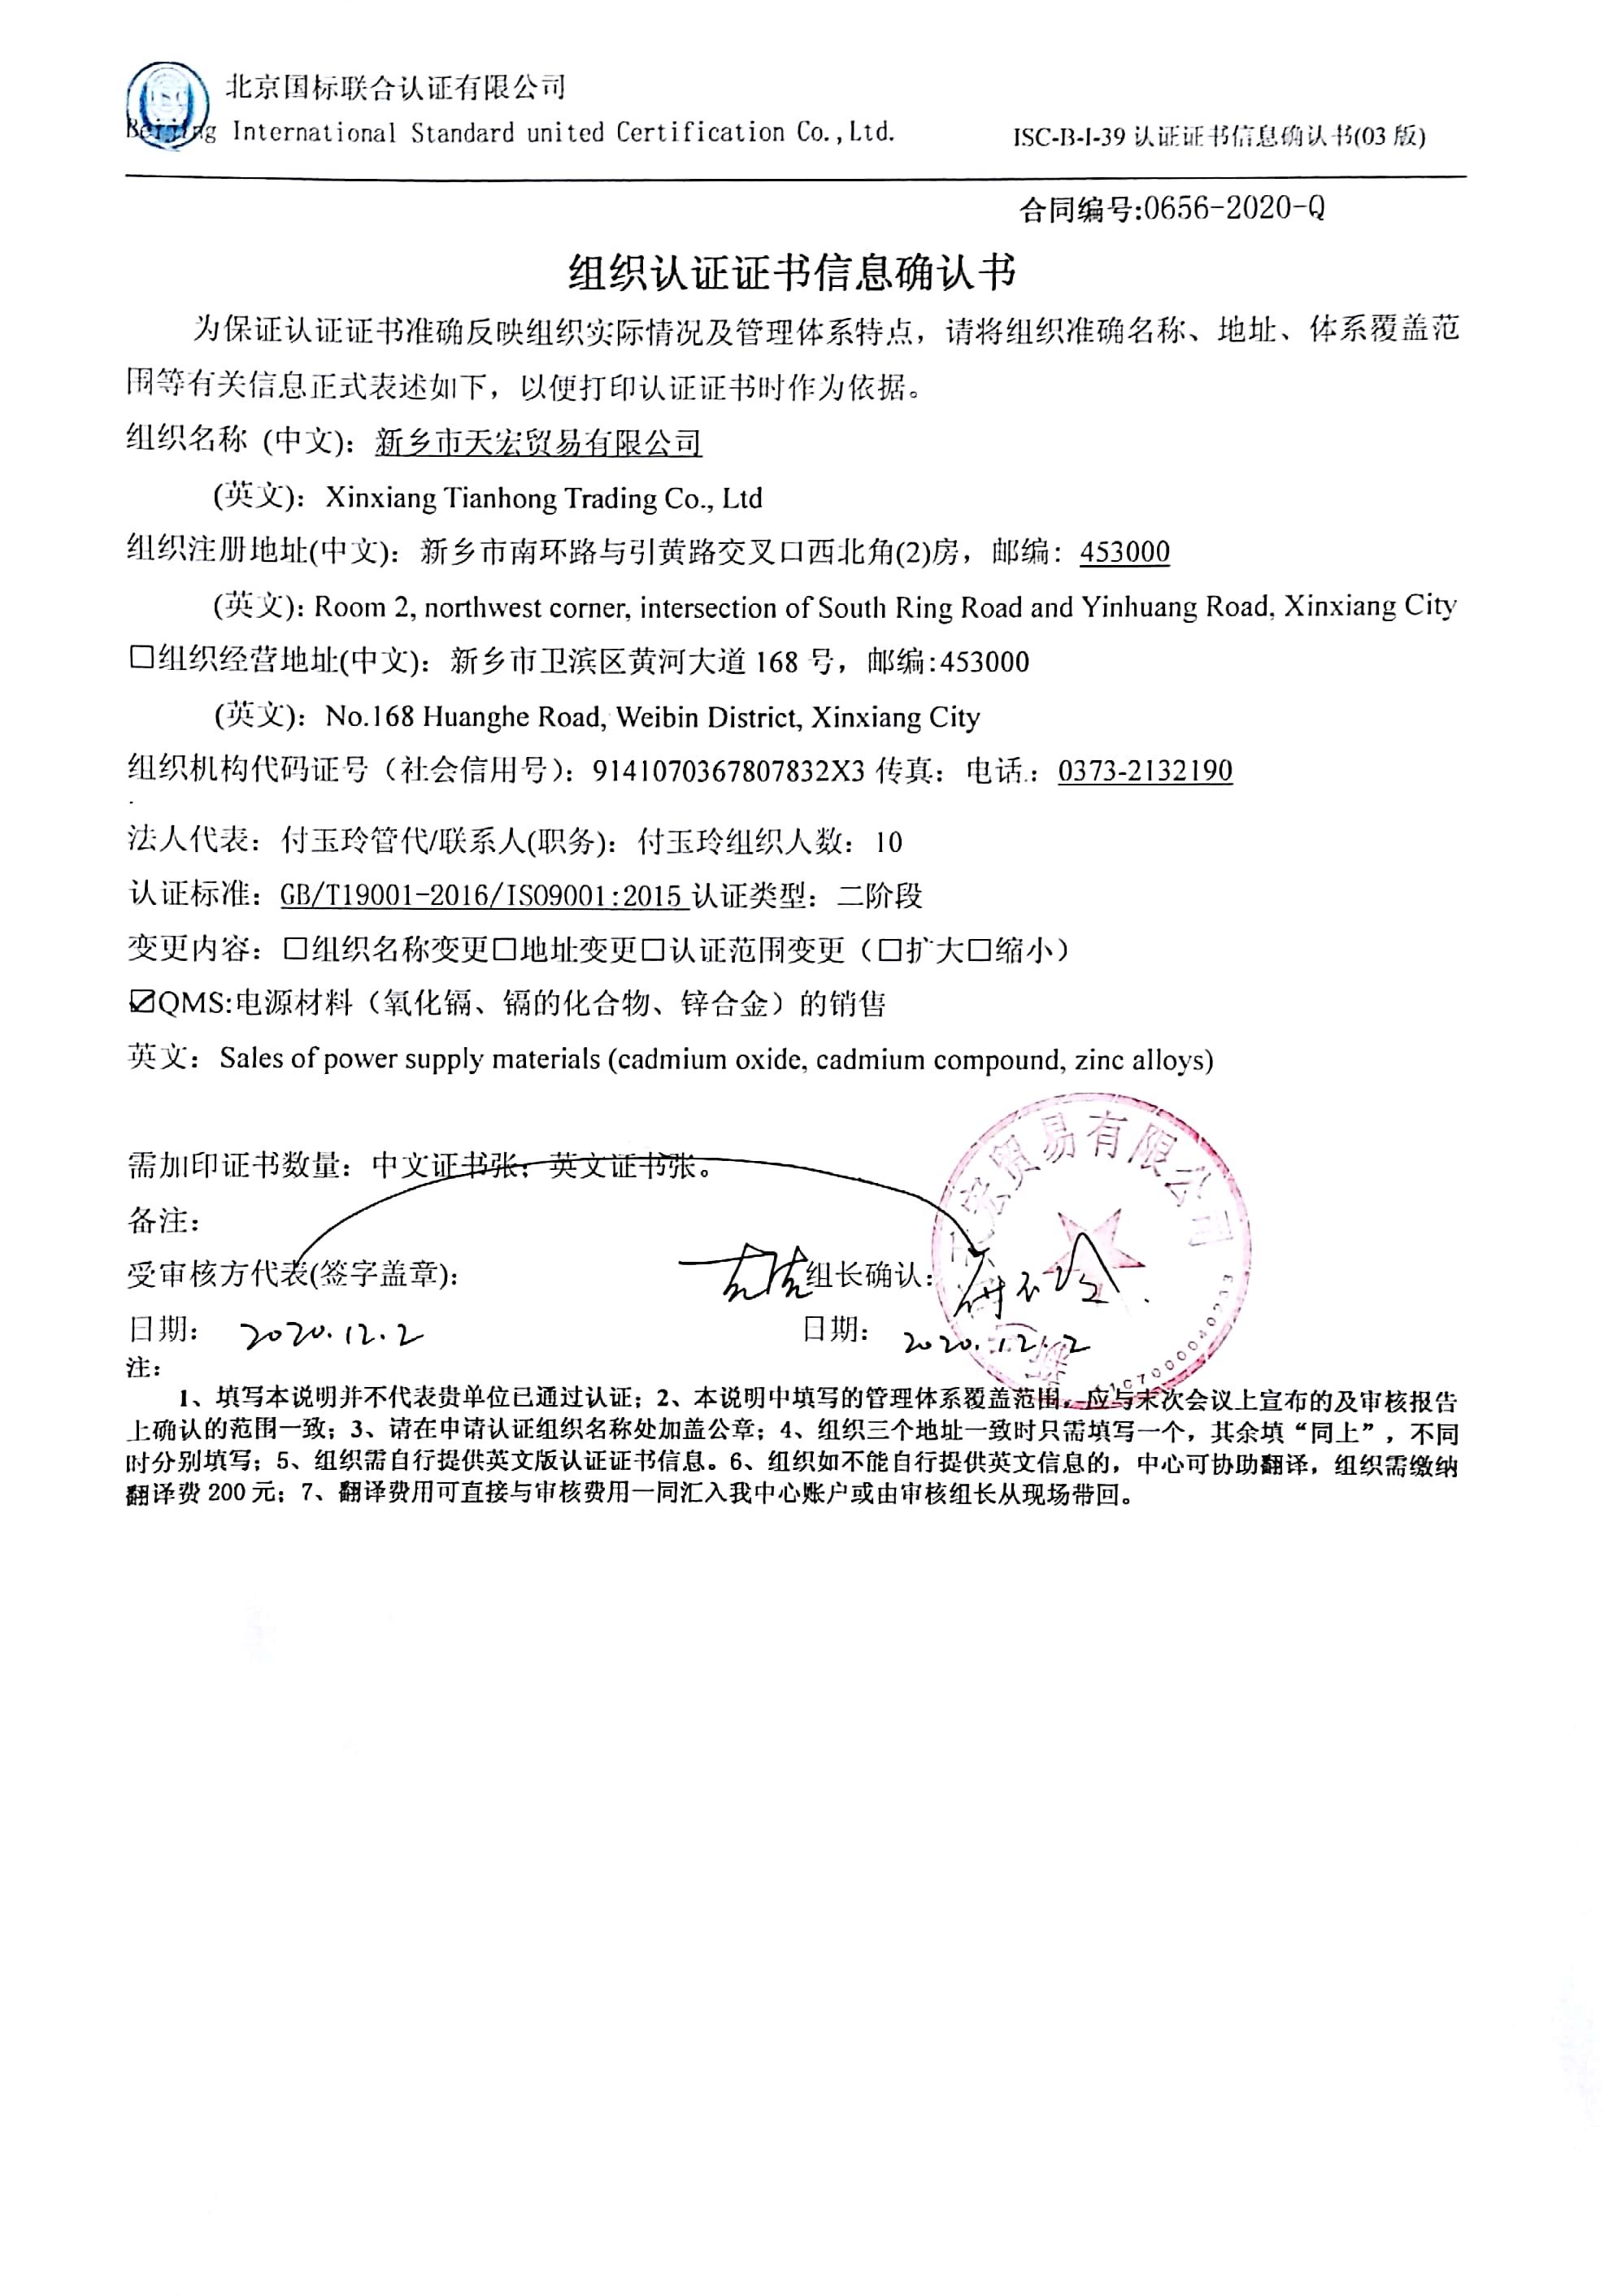 北京国标联合认证有限公司
Beijing International Standard united Certification Co.,Ltd.
ISC-B-I-39 认证证书信息确认书(03 版)
合同编号:0656-2020-Q
组织认证证书信息确认书
为保证认证证书准确反映组织实际情况及管理体系特点，请将组织准确名称、地址、体系覆盖范
围等有关信息正式表述如下，以便打印认证证书时作为依据。
组织名称 (中文)：新乡市天宏贸易有限公司
(英文)：Xinxiang Tianhong Trading Co., Ltd
组织注册地址(中文)：新乡市南环路与引黄路交叉口西北角(2)房，邮编：453000
(英文)：Room 2, northwest corner, intersection of South Ring Road and Yinhuang Road, Xinxiang City
□组织经营地址(中文)：新乡市卫滨区黄河大道 168 号，邮编:453000
(英文)：No.168 Huanghe Road, Weibin District, Xinxiang City
组织机构代码证号（社会信用号）：9141070367807832X3 传真：电话.：0373-2132190
法人代表：付玉玲管代/联系人(职务)：付玉玲组织人数：10
认证标准：GB/T19001-2016/ISO9001:2015 认证类型：二阶段
变更内容：□组织名称变更□地址变更□认证范围变更（□扩大□缩小）
☑QMS:电源材料（氧化镉、镉的化合物、锌合金）的销售
英文：Sales of power supply materials (cadmium oxide, cadmium compound, zinc alloys)
需加印证书数量：中文证书张；英文证书张。
备注：
受审核方代表(签字盖章)：
组长确认：付玉玲
日期：2020.12.2
日期：2020.12.2
宏贸易有限公司
注：
1、填写本说明并不代表贵单位已通过认证；2、本说明中填写的管理体系覆盖范围，应与末次会议上宣布的及审核报告
上确认的范围一致；3、请在申请认证组织名称处加盖公章；4、组织三个地址一致时只需填写一个，其余填“同上”，不同
时分别填写；5、组织需自行提供英文版认证证书信息。6、组织如不能自行提供英文信息的，中心可协助翻译，组织需缴纳
翻译费 200 元；7、翻译费用可直接与审核费用一同汇入我中心账户或由审核组长从现场带回。